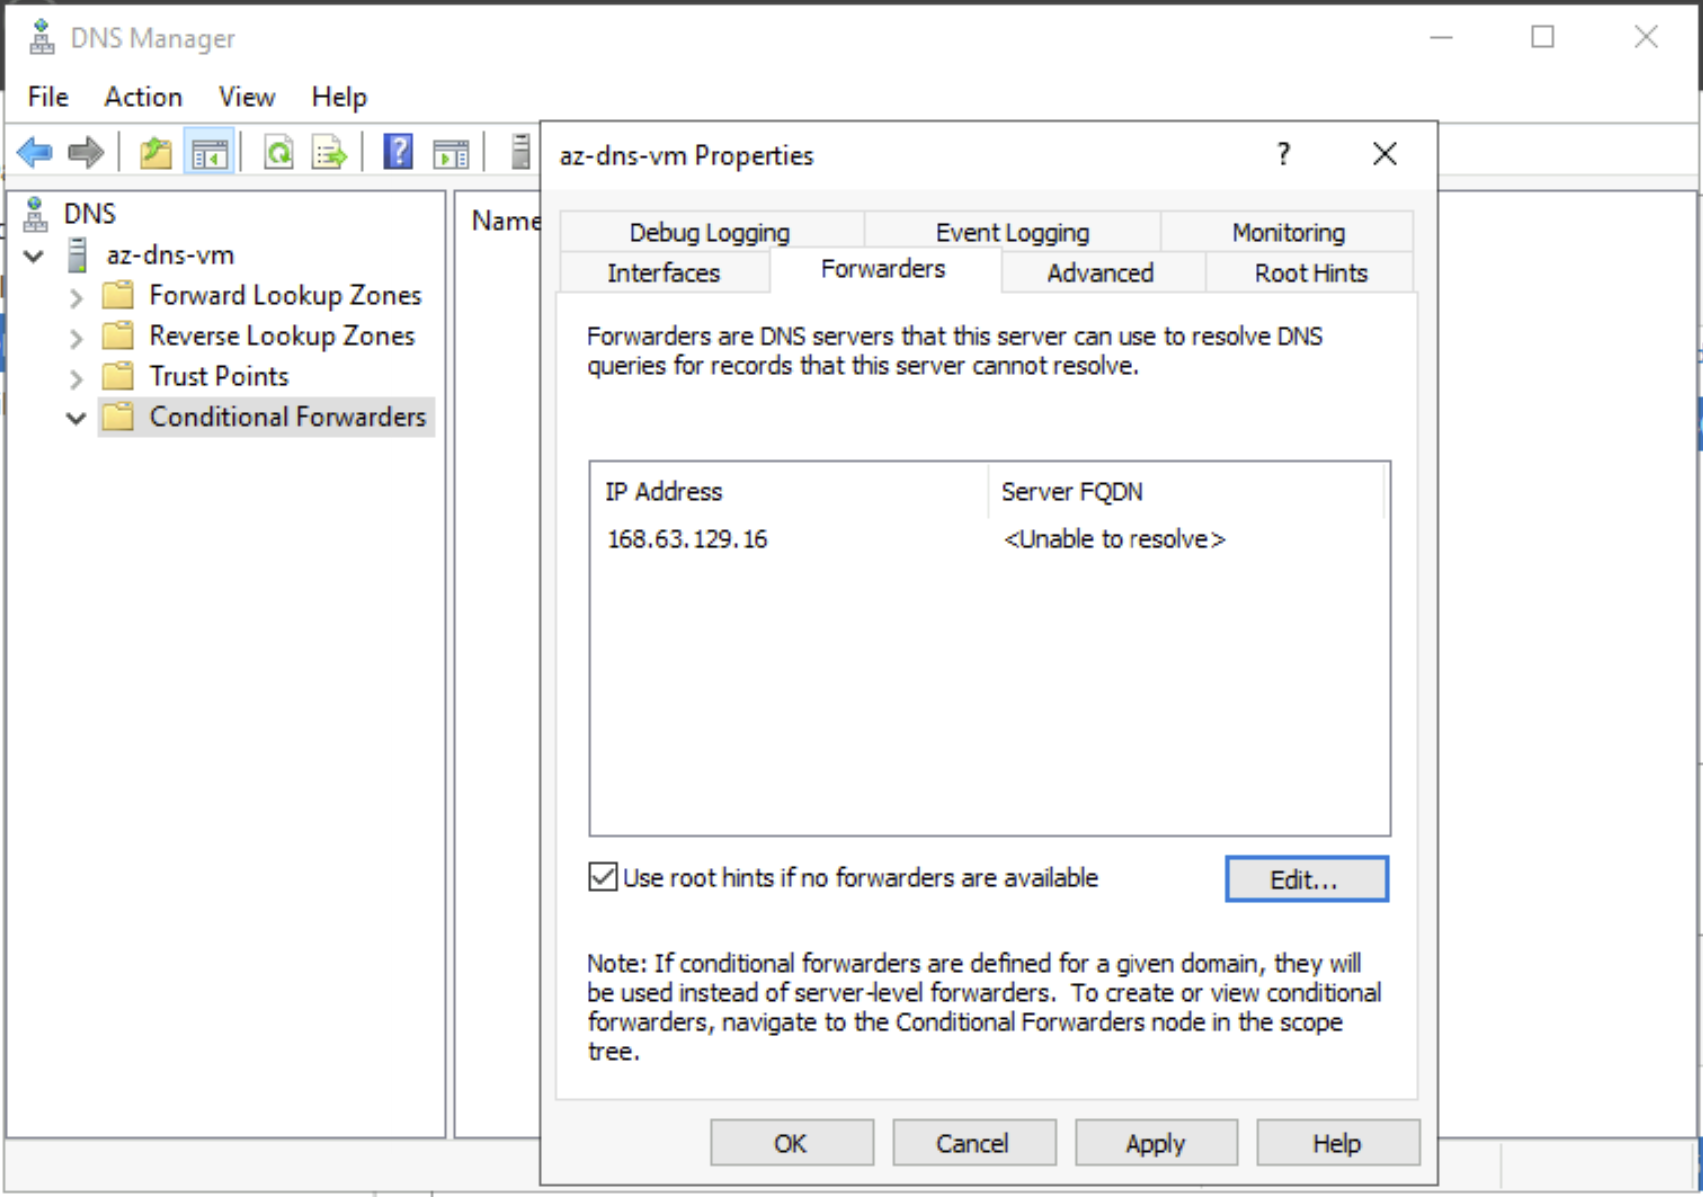 DNS Manager
File Action View Help
az-dns-vm Properties
DNS
az-dns-vm
Forward Lookup Zones
Reverse Lookup Zones
Trust Points
Conditional Forwarders
Name
Debug Logging Event Logging Monitoring
Interfaces Forwarders Advanced Root Hints
Forwarders are DNS servers that this server can use to resolve DNS
queries for records that this server cannot resolve.
IP Address Server FQDN
168.63.129.16 <Unable to resolve>
Use root hints if no forwarders are available Edit...
Note: If conditional forwarders are defined for a given domain, they will
be used instead of server-level forwarders. To create or view conditional
forwarders, navigate to the Conditional Forwarders node in the scope
tree.
OK Cancel Apply Help